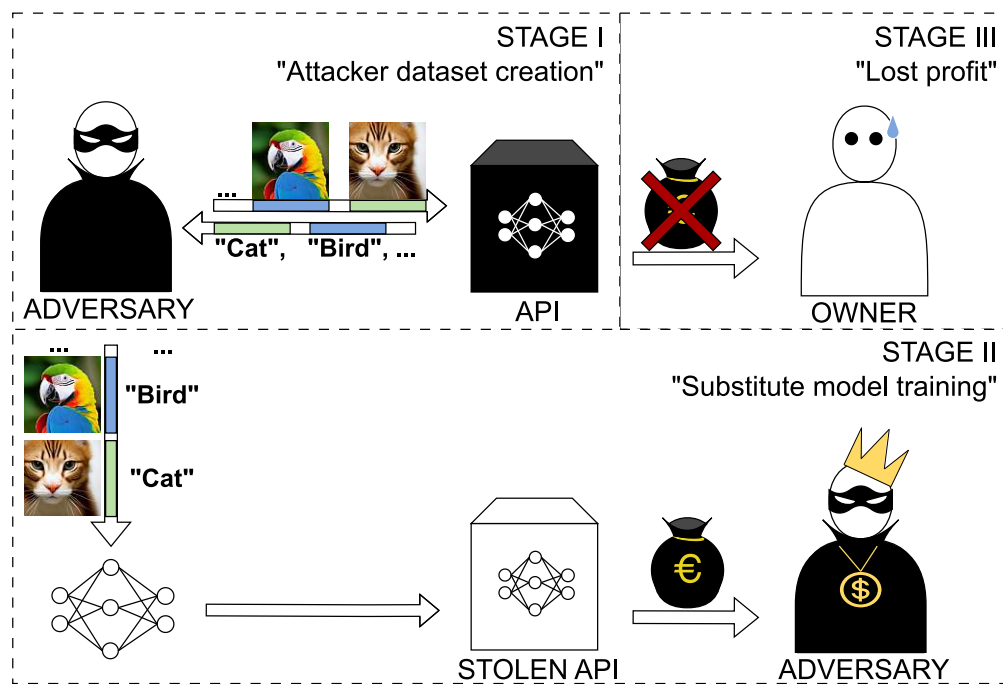 STAGE I
"Attacker dataset creation"
...
"Cat", "Bird", ...
ADVERSARY
API
STAGE III
"Lost profit"
€
OWNER
STAGE II
"Substitute model training"
... ...
"Bird"
"Cat"
STOLEN API
€
$
ADVERSARY